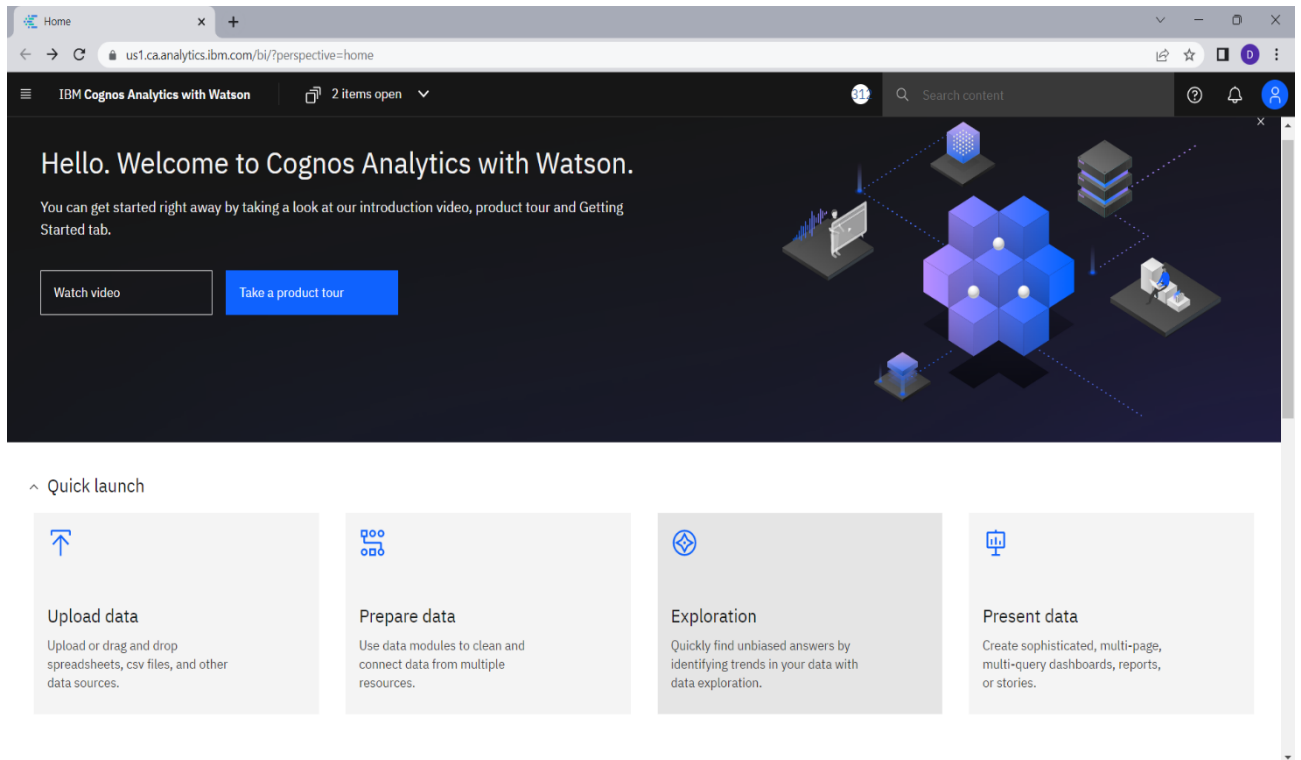 Home
us1.ca.analytics.ibm.com/bi/?perspective=home
D
IBM Cognos Analytics with Watson
2 items open
Search content
Hello. Welcome to Cognos Analytics with Watson.
You can get started right away by taking a look at our introduction video, product tour and Getting
Started tab.
Watch video
Take a product tour
Quick launch
Upload data
Upload or drag and drop
spreadsheets, csv files, and other
data sources.
Prepare data
Use data modules to clean and
connect data from multiple
resources.
Exploration
Quickly find unbiased answers by
identifying trends in your data with
data exploration.
Present data
Create sophisticated, multi-page,
multi-query dashboards, reports,
or stories.